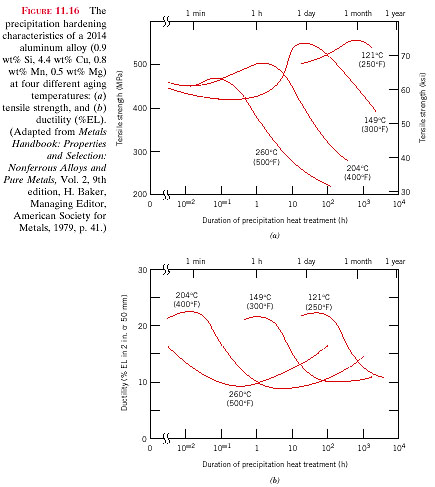 FIGURE 11.16 The
precipitation hardening
characteristics of a 2014
aluminum alloy (0.9
wt% Si, 4.4 wt% Cu, 0.8
wt% Mn, 0.5 wt% Mg)
at four different aging
temperatures: (a)
tensile strength, and (b)
ductility (%EL).
(Adapted from Metals
Handbook: Properties
and Selection:
Nonferrous Alloys and
Pure Metals, Vol. 2, 9th
edition, H. Baker,
Managing Editor,
American Society for
Metals, 1979, p. 41.)
1 min 1 h 1 day 1 month 1 year
Tensile strength (MPa)
500
400
300
200
Tensile strength (ksi)
70
60
50
40
30
121°C
(250°F)
149°C
(300°F)
260°C
(500°F)
204°C
(400°F)
0 10−2 10−1 0 10 102 103 104
Duration of precipitation heat treatment (h)
(a)
1 min 1 h 1 day 1 month 1 year
Ductility (% EL in 2 in. or 50 mm)
30
20
10
0
204°C
(400°F)
149°C
(300°F)
121°C
(250°F)
260°C
(500°F)
0 10−2 10−1 1 10 102 103 104
Duration of precipitation heat treatment (h)
(b)